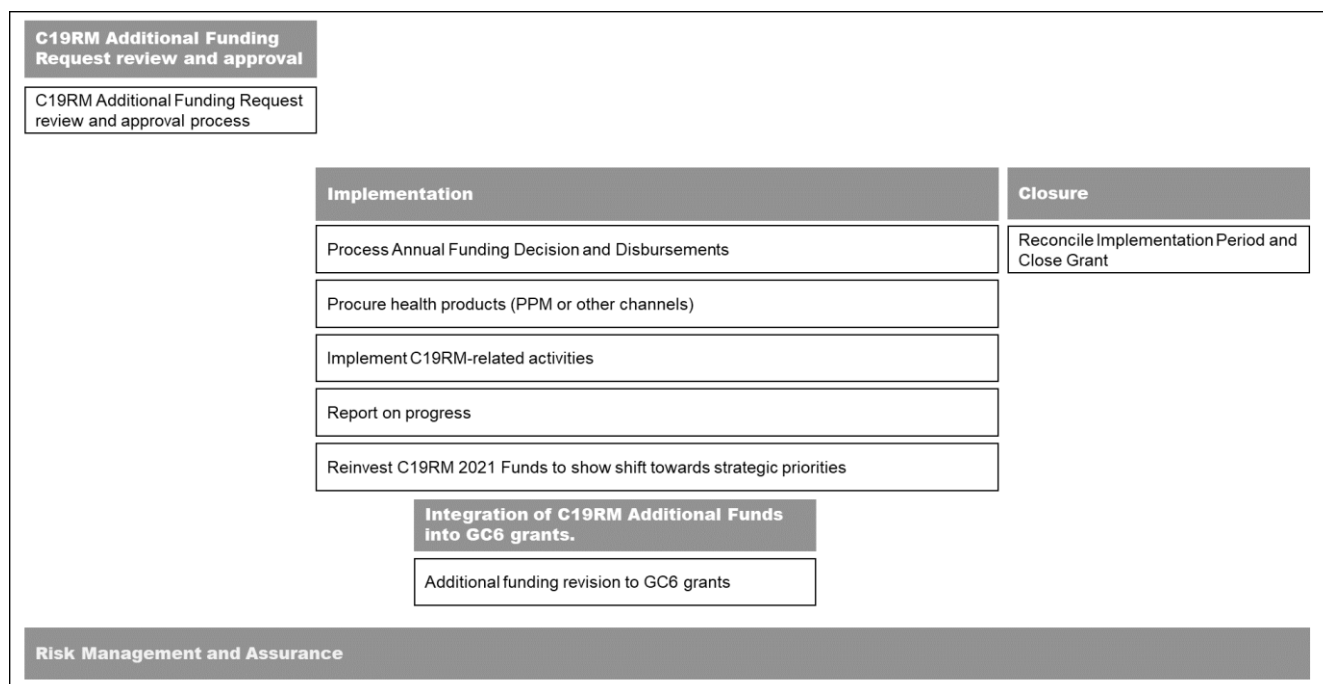 C19RM Additional Funding
Request review and approval
C19RM Additional Funding Request
review and approval process
Implementation
Process Annual Funding Decision and Disbursements
Procure health products (PPM or other channels)
Implement C19RM-related activities
Report on progress
Reinvest C19RM 2021 Funds to show shift towards strategic priorities
Closure
Reconcile Implementation Period and
Close Grant
Integration of C19RM Additional Funds
into GC6 grants.
Additional funding revision to GC6 grants
Risk Management and Assurance